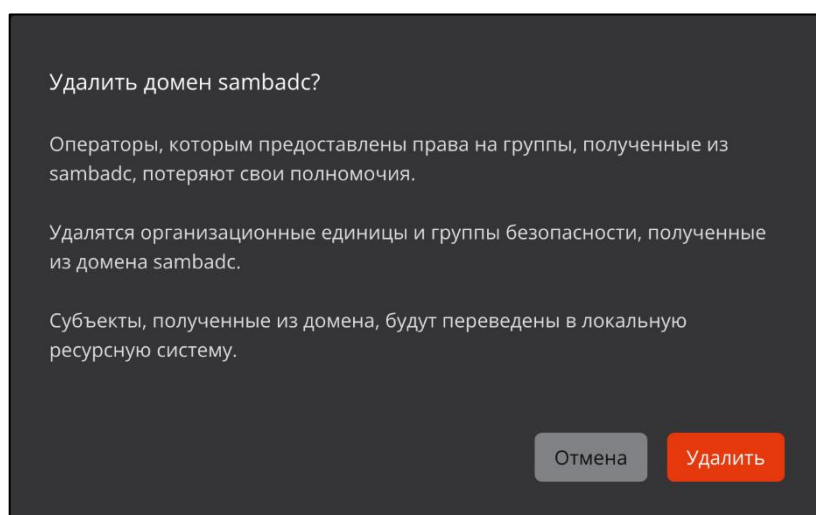 Удалить домен sambadc?
Операторы, которым предоставлены права на группы, полученные из
sambadc, потеряют свои полномочия.
Удалятся организационные единицы и группы безопасности, полученные
из домена sambadc.
Субъекты, полученные из домена, будут переведены в локальную
ресурсную систему.
Отмена
Удалить